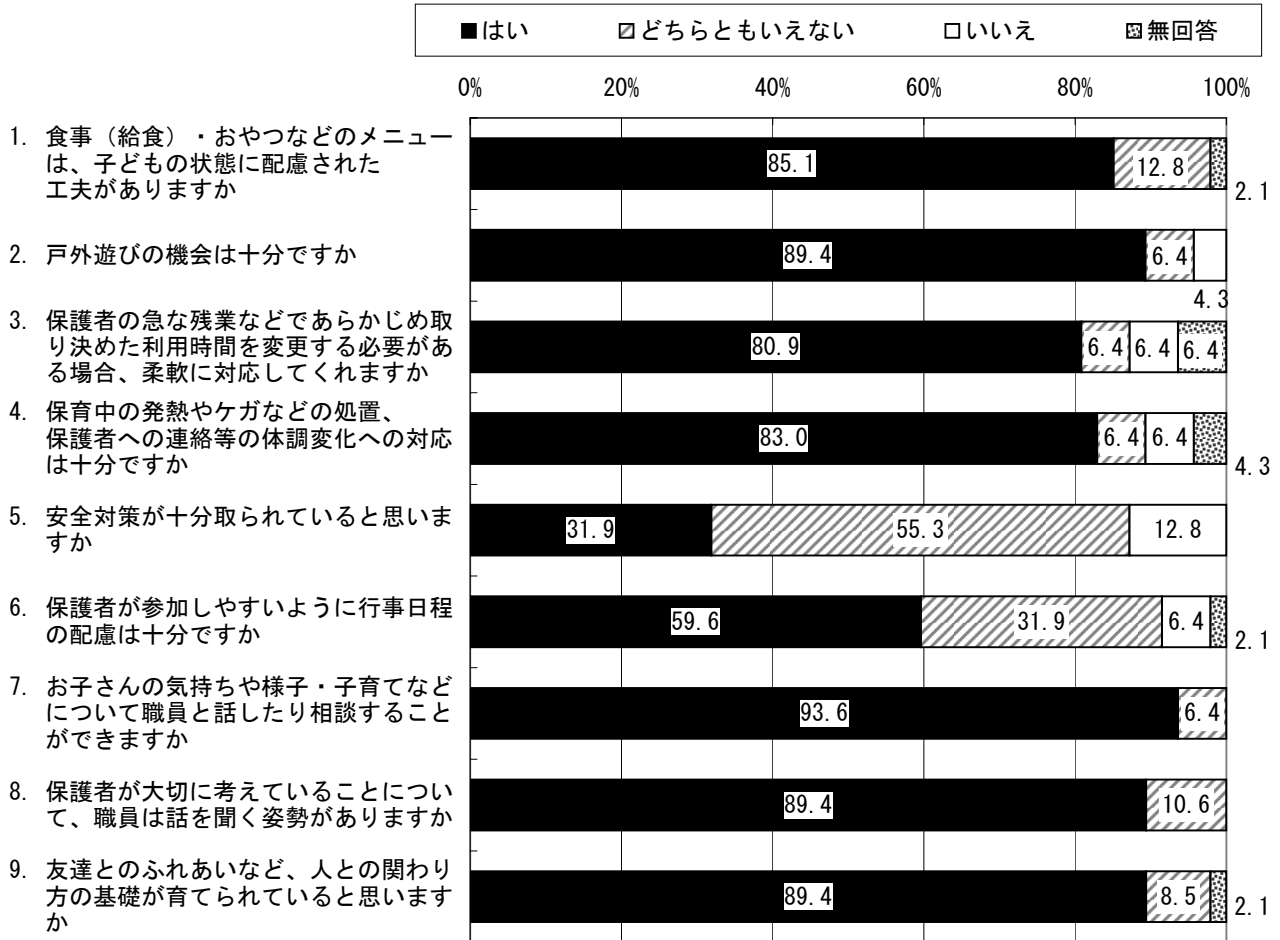 ■はい　どちらともいえない　□いいえ　無回答
0%　20%　40%　60%　80%　100%
1. 食事（給食）・おやつなどのメニュー
は、子どもの状態に配慮された
工夫がありますか
85.1　12.8　2.1
2. 戸外遊びの機会は十分ですか
89.4　6.4　4.3
3. 保護者の急な残業などであらかじめ取
り決めた利用時間を変更する必要があ
る場合、柔軟に対応してくれますか
80.9　6.4　6.4　6.4
4. 保育中の発熱やケガなどの処置、
保護者への連絡等の体調変化への対応
は十分ですか
83.0　6.4　6.4　4.3
5. 安全対策が十分取られていると思いま
すか
31.9　55.3　12.8
6. 保護者が参加しやすいように行事日程
の配慮は十分ですか
59.6　31.9　6.4　2.1
7. お子さんの気持ちや様子・子育てなど
について職員と話したり相談すること
ができますか
93.6　6.4
8. 保護者が大切に考えていることについ
て、職員は話を聞く姿勢がありますか
89.4　10.6
9. 友達とのふれあいなど、人との関わり
方の基礎が育てられていると思います
か
89.4　8.5　2.1